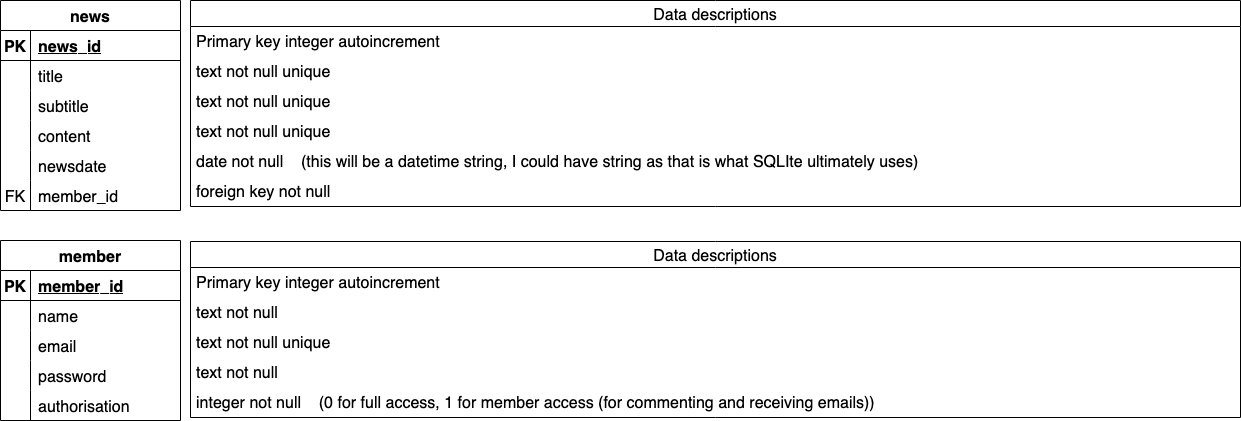 news
Data descriptions
PK news_id
Primary key integer autoincrement
title
text not null unique
subtitle
text not null unique
content
text not null unique
newsdate
date not null (this will be a datetime string, I could have string as that is what SQLIte ultimately uses)
FK member_id
foreign key not null
member
Data descriptions
PK member_id
Primary key integer autoincrement
name
text not null
email
text not null unique
password
text not null
authorisation
integer not null (0 for full access, 1 for member access (for commenting and receiving emails))